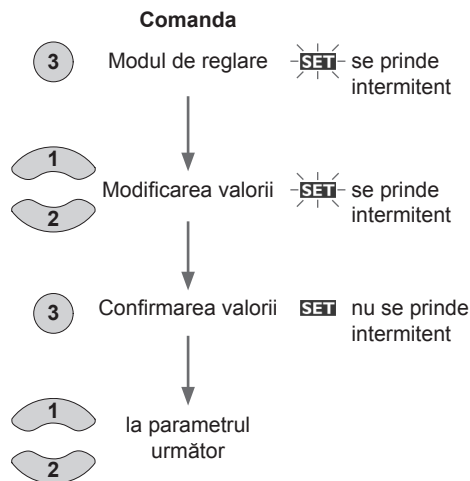 Comanda
3 Modul de reglare SET se prinde
intermitent
1
2
Modificarea valorii SET se prinde
intermitent
3 Confirmarea valorii SET nu se prinde
intermitent
1
2
la parametrul
următor